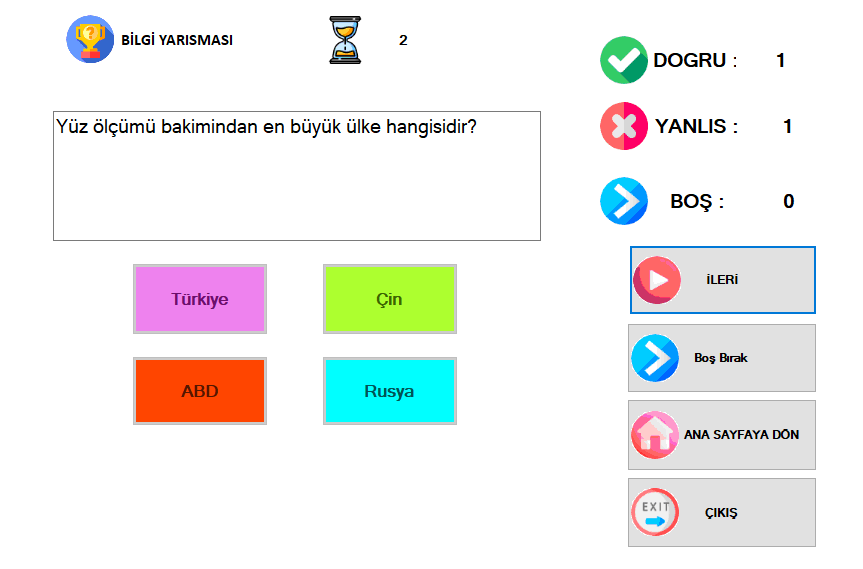 BİLGİ YARISMASI
2
DOGRU : 1
YANLIS : 1
BOŞ : 0
Yüz ölçümü bakimindan en büyük ülke hangisidir?
Türkiye
Çin
ABD
Rusya
İLERİ
Boş Bırak
ANA SAYFAYA DÖN
EXIT
ÇIKIŞ